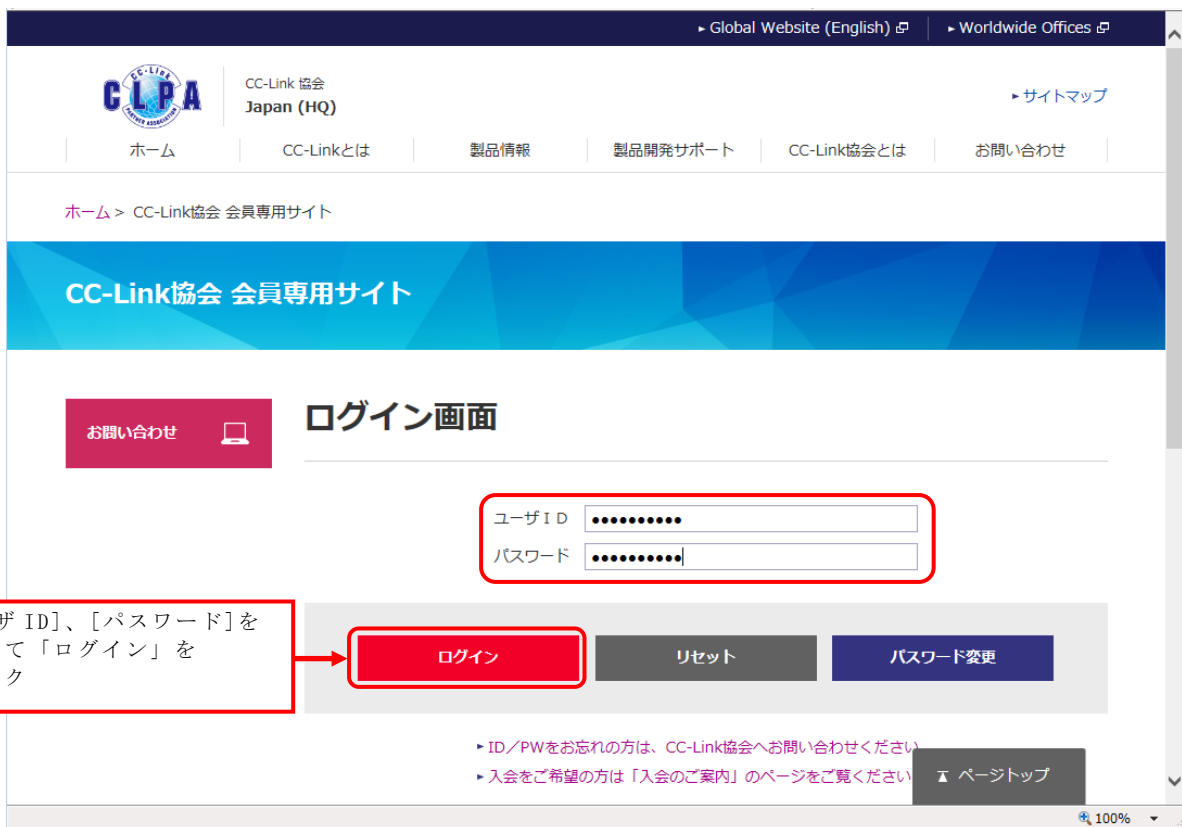 ▸Global Website (English) ▸Worldwide Offices
CC-Link
CLPA
PARTNER ASSOCIATION
CC-Link 協会
Japan (HQ)
▸サイトマップ
ホーム CC-Linkとは 製品情報 製品開発サポート CC-Link協会とは お問い合わせ
ホーム > CC-Link協会 会員専用サイト
CC-Link協会 会員専用サイト
お問い合わせ
ログイン画面
ユーザＩＤ ●●●●●●●●●●
パスワード ●●●●●●●●●●
ザ ID]、[パスワード]を
て「ログイン」を
ク
ログイン リセット パスワード変更
▸ID／PWをお忘れの方は、CC-Link協会へお問い合わせください
▸入会をご希望の方は「入会のご案内」のページをご覧ください
ページトップ
100%